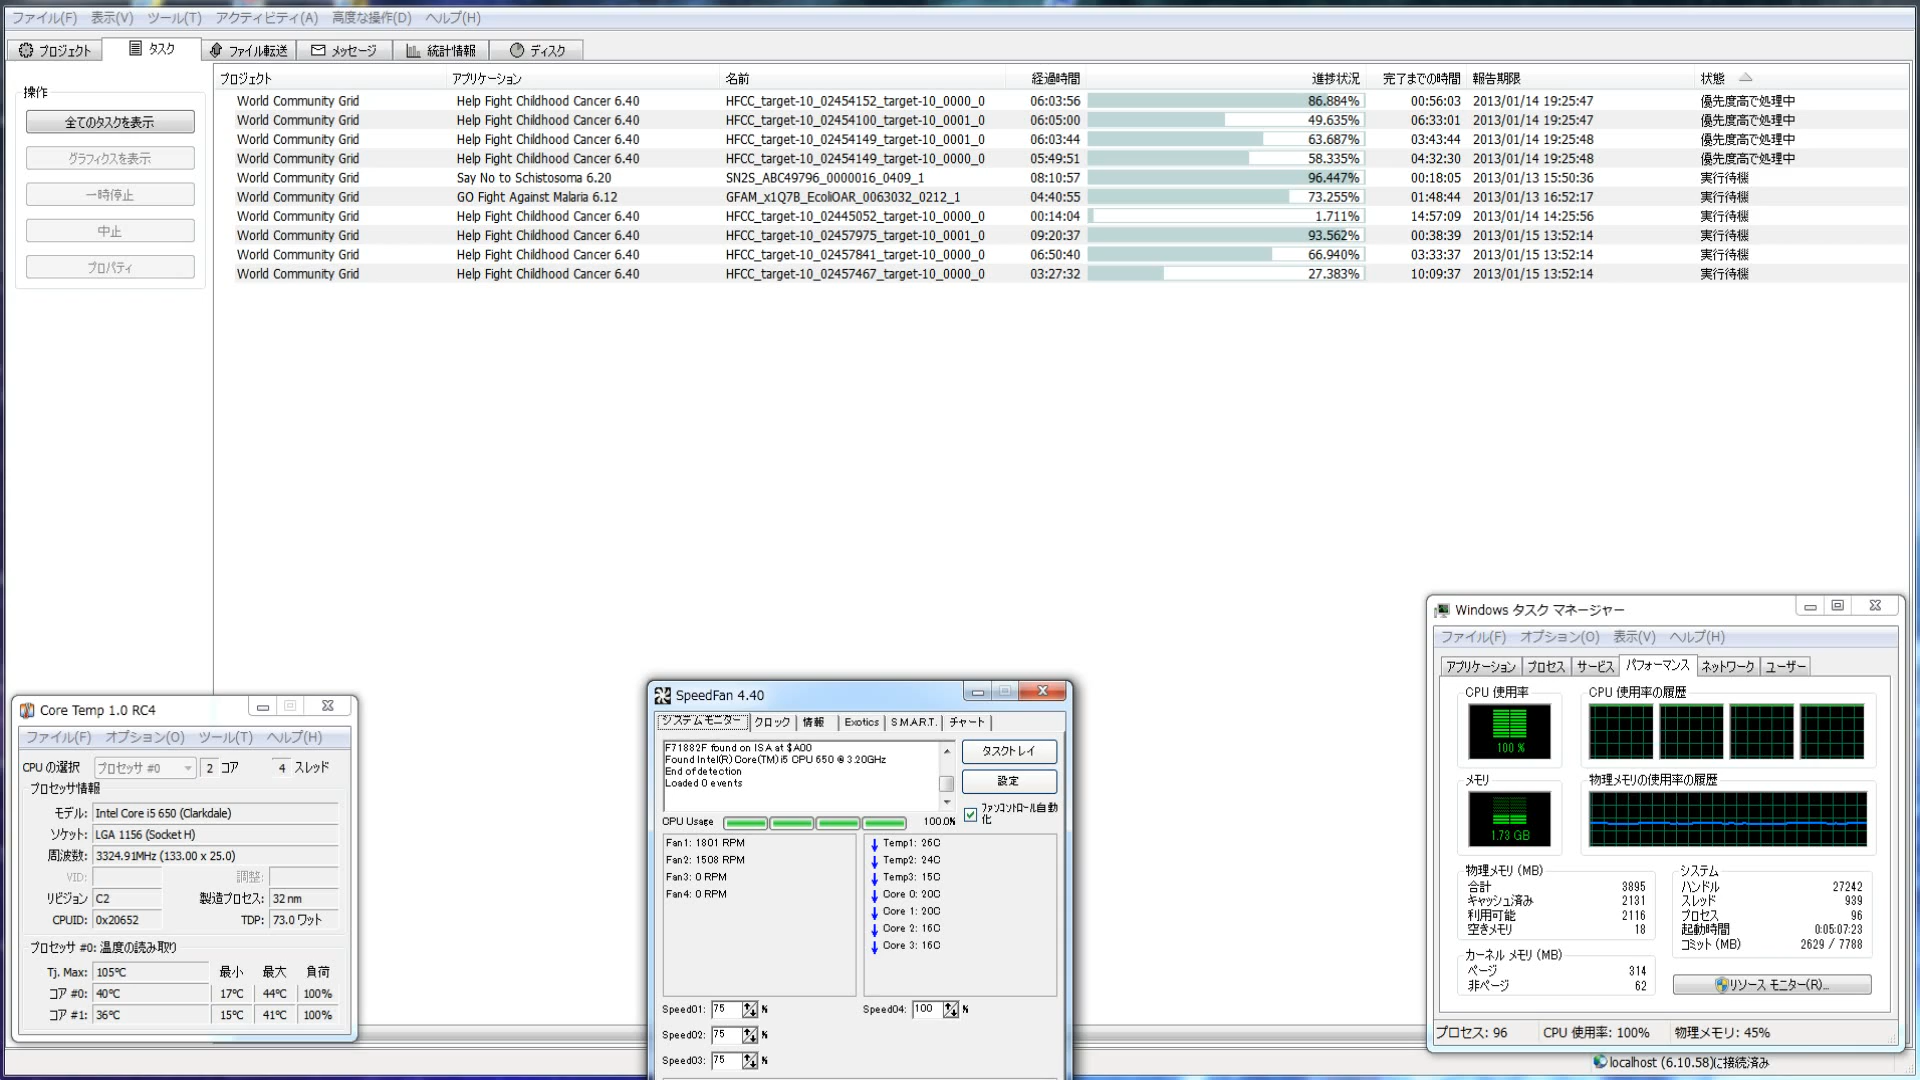 ファイル(F) 表示(V) ツール(T) アクティビティ(A) 高度な操作(D) ヘルプ(H)
プロジェクト タスク ファイル転送 メッセージ 統計情報 ディスク
操作
全てのタスクを表示
グラフィクスを表示
一時停止
中止
プロパティ
プロジェクト アプリケーション 名前 経過時間 進捗状況 完了までの時間 報告期限 状態
World Community Grid Help Fight Childhood Cancer 6.40 HFCC_target-10_02454152_target-10_0000_0 06:03:56 86.884% 00:56:03 2013/01/14 19:25:47 優先度高で処理中
World Community Grid Help Fight Childhood Cancer 6.40 HFCC_target-10_02454100_target-10_0001_0 06:05:00 49.635% 06:33:01 2013/01/14 19:25:47 優先度高で処理中
World Community Grid Help Fight Childhood Cancer 6.40 HFCC_target-10_02454149_target-10_0001_0 06:03:44 63.687% 03:43:44 2013/01/14 19:25:48 優先度高で処理中
World Community Grid Help Fight Childhood Cancer 6.40 HFCC_target-10_02454149_target-10_0000_0 05:49:51 58.335% 04:32:30 2013/01/14 19:25:48 優先度高で処理中
World Community Grid Say No to Schistosoma 6.20 SN2S_ABC49796_0000016_0409_1 08:10:57 96.447% 00:18:05 2013/01/13 15:50:36 実行待機
World Community Grid GO Fight Against Malaria 6.12 GFAM_x1Q7B_EcoliOAR_0063032_0212_1 04:40:55 73.255% 01:48:44 2013/01/13 16:52:17 実行待機
World Community Grid Help Fight Childhood Cancer 6.40 HFCC_target-10_02445052_target-10_0000_0 00:14:04 1.711% 14:57:09 2013/01/14 14:25:56 実行待機
World Community Grid Help Fight Childhood Cancer 6.40 HFCC_target-10_02457975_target-10_0001_0 09:20:37 93.562% 00:38:39 2013/01/15 13:52:14 実行待機
World Community Grid Help Fight Childhood Cancer 6.40 HFCC_target-10_02457841_target-10_0000_0 06:50:40 66.940% 03:33:37 2013/01/15 13:52:14 実行待機
World Community Grid Help Fight Childhood Cancer 6.40 HFCC_target-10_02457467_target-10_0000_0 03:27:32 27.383% 10:09:37 2013/01/15 13:52:14 実行待機
Core Temp 1.0 RC4
ファイル(F) オプション(O) ツール(T) ヘルプ(H)
CPU の選択 プロセッサ #0 2 コア 4 スレッド
プロセッサ情報
モデル: Intel Core i5 650 (Clarkdale)
ソケット: LGA 1156 (Socket H)
周波数: 3324.91MHz (133.00 x 25.0)
VID: 調整:
リビジョン C2 製造プロセス: 32 nm
CPUID: 0x20652 TDP: 73.0 ワット
プロセッサ #0: 温度の読み取り
Tj. Max: 105℃ 最小 最大 負荷
コア #0: 40℃ 17℃ 44℃ 100%
コア #1: 36℃ 15℃ 41℃ 100%
SpeedFan 4.40
システムモニター クロック 情報 Exotics S.M.A.R.T. チャート
F71882F found on ISA at $A00
Found Intel(R) Core(TM) i5 CPU 650 @ 3.20GHz
End of detection
Loaded 0 events
タスクトレイ
設定
ファンコントロール自動化
CPU Usage 100.0%
Fan1: 1801 RPM
Fan2: 1508 RPM
Fan3: 0 RPM
Fan4: 0 RPM
Temp1: 26C
Temp2: 24C
Temp3: 15C
Core 0: 20C
Core 1: 20C
Core 2: 16C
Core 3: 16C
Speed01: 75 % Speed04: 100 %
Speed02: 75 %
Speed03: 75 %
Windows タスク マネージャー
ファイル(F) オプション(O) 表示(V) ヘルプ(H)
アプリケーション プロセス サービス パフォーマンス ネットワーク ユーザー
CPU 使用率 CPU 使用率の履歴
100 %
メモリ 物理メモリの使用率の履歴
1.73 GB
物理メモリ (MB)
合計 3895
キャッシュ済み 2131
利用可能 2116
空きメモリ 18
カーネル メモリ (MB)
ページ 314
非ページ 62
システム
ハンドル 27242
スレッド 939
プロセス 96
起動時間 0:05:07:23
コミット (MB) 2629 / 7788
リソース モニター(R)...
プロセス: 96 CPU 使用率: 100% 物理メモリ: 45%
localhost (6.10.58)に接続済み